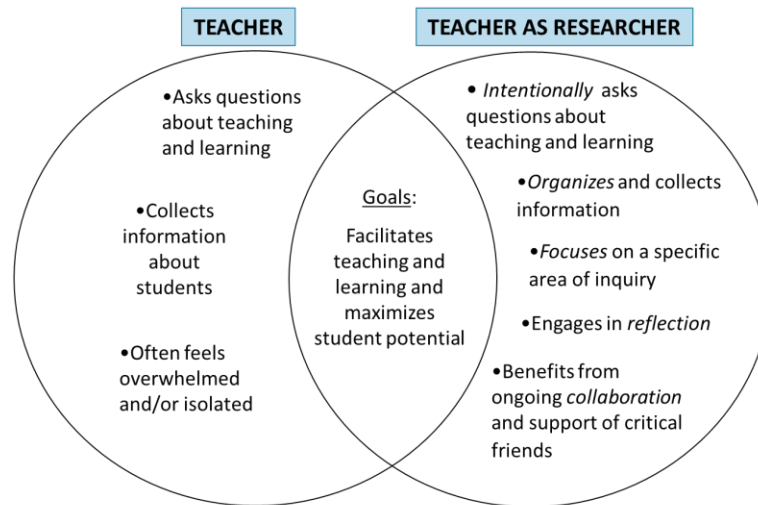 TEACHER
TEACHER AS RESEARCHER
•Asks questions
about teaching
and learning
•Collects
information
about
students
•Often feels
overwhelmed
and/or isolated
Goals:
Facilitates
teaching and
learning and
maximizes
student potential
• Intentionally asks
questions about
teaching and learning
•Organizes and collects
information
•Focuses on a specific
area of inquiry
•Engages in reflection
•Benefits from
ongoing collaboration
and support of critical
friends